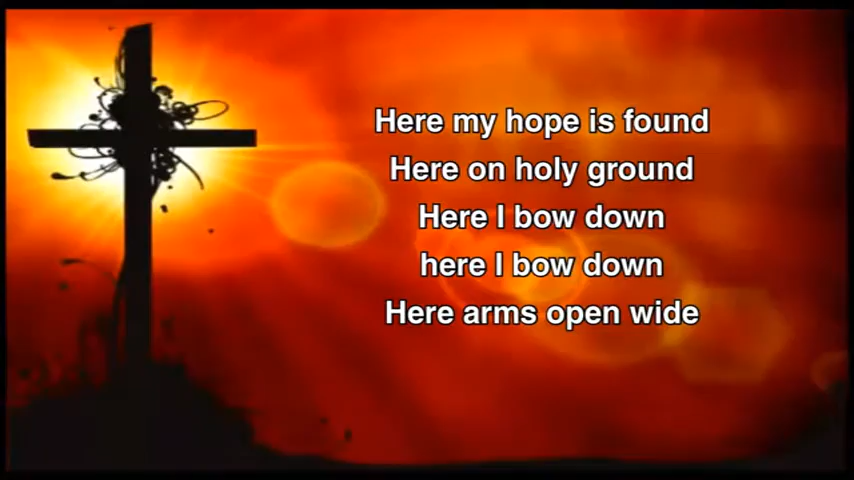 Here my hope is found
Here on holy ground
Here I bow down
here I bow down
Here arms open wide